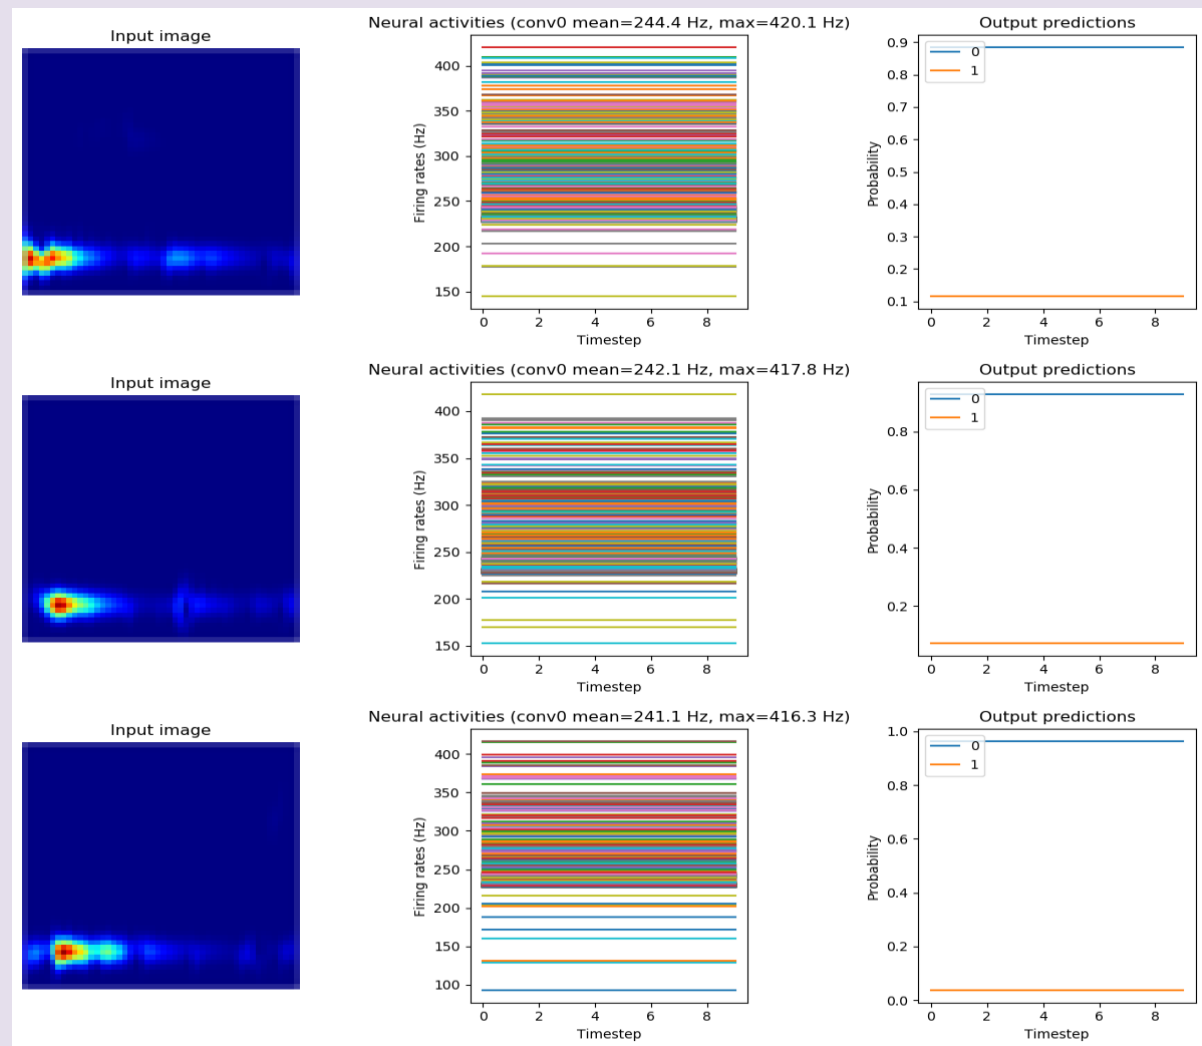 Input image
Neural activities (conv0 mean=244.4 Hz, max=420.1 Hz)
Output predictions
Firing rates (Hz)
400
350
300
250
200
150
0 2 4 6 8
Timestep
Probability
0.9
0.8
0.7
0.6
0.5
0.4
0.3
0.2
0.1
0
1
0 2 4 6 8
Timestep
Input image
Neural activities (conv0 mean=242.1 Hz, max=417.8 Hz)
Output predictions
Firing rates (Hz)
400
350
300
250
200
150
0 2 4 6 8
Timestep
Probability
0.8
0.6
0.4
0.2
0
1
0 2 4 6 8
Timestep
Input image
Neural activities (conv0 mean=241.1 Hz, max=416.3 Hz)
Output predictions
Firing rates (Hz)
400
350
300
250
200
150
100
0 2 4 6 8
Timestep
Probability
1.0
0.8
0.6
0.4
0.2
0.0
0
1
0 2 4 6 8
Timestep